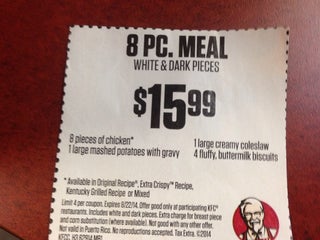 8 PC. MEAL
WHITE & DARK PIECES
$15.99
8 pieces of chicken*
1 large mashed potatoes with gravy
1 large creamy coleslaw
4 fluffy, buttermilk biscuits
*Available in Original Recipe®, Extra Crispy™ Recipe,
Kentucky Grilled Recipe or Mixed
Limit 4 per coupon. Expires 6/22/14. Offer good only at participating KFC®
restaurants. Includes white and dark pieces. Extra charge for breast piece
and corn substitution (where available). Not good with any other offer.
Not valid in Puerto Rico. No reproductions accepted. Tax Extra. ©2014
KFC.